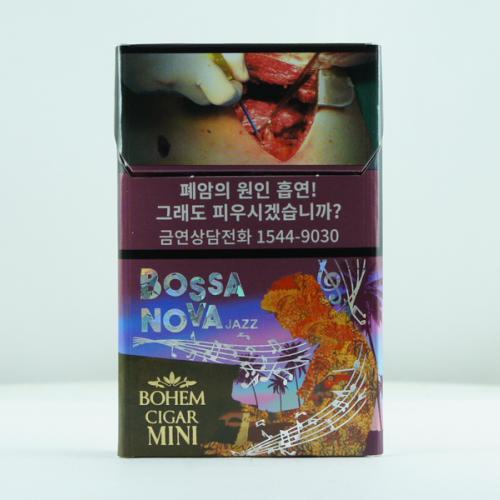 폐암의 원인 흡연!
그래도 피우시겠습니까?
금연상담전화 1544-9030
BOSSA
NOVA JAZZ
BOHEM
CIGAR
MINI